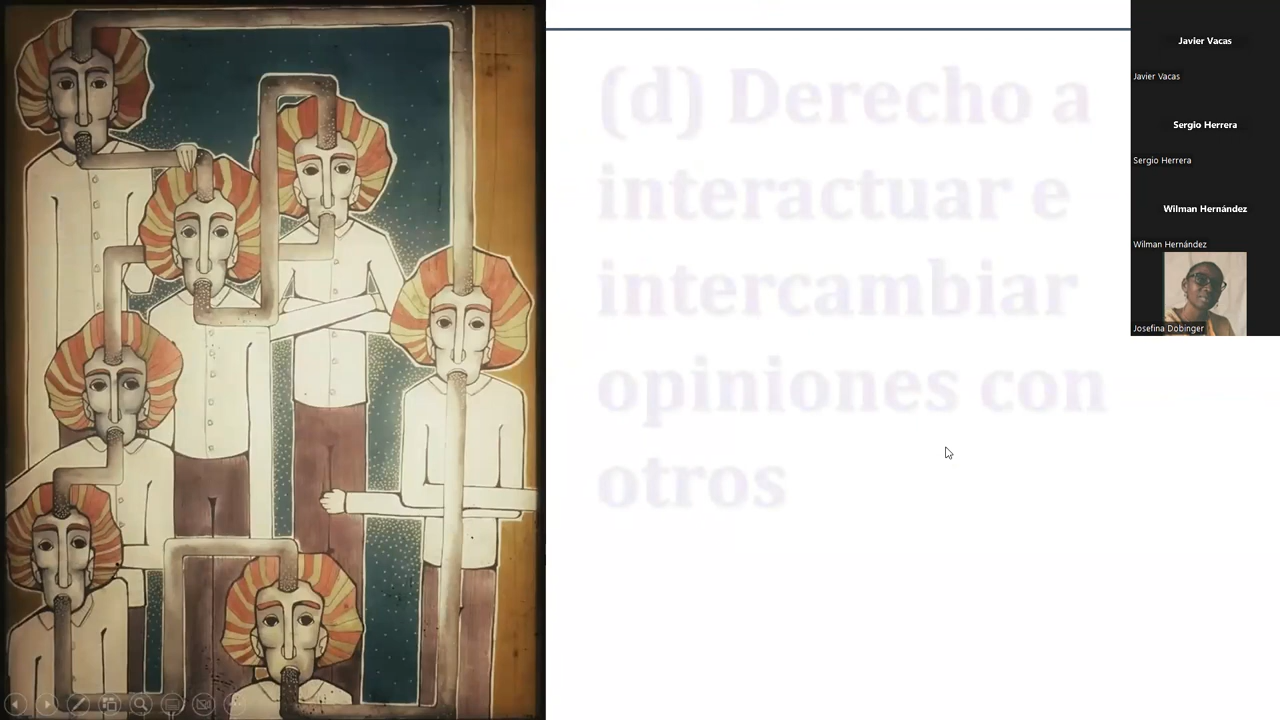 (d) Derecho a
interactuar e
intercambiar
opiniones con
otros
Javier Vacas
Javier Vacas
Sergio Herrera
Sergio Herrera
Wilman Hernández
Wilman Hernández
Josefina Dobinger